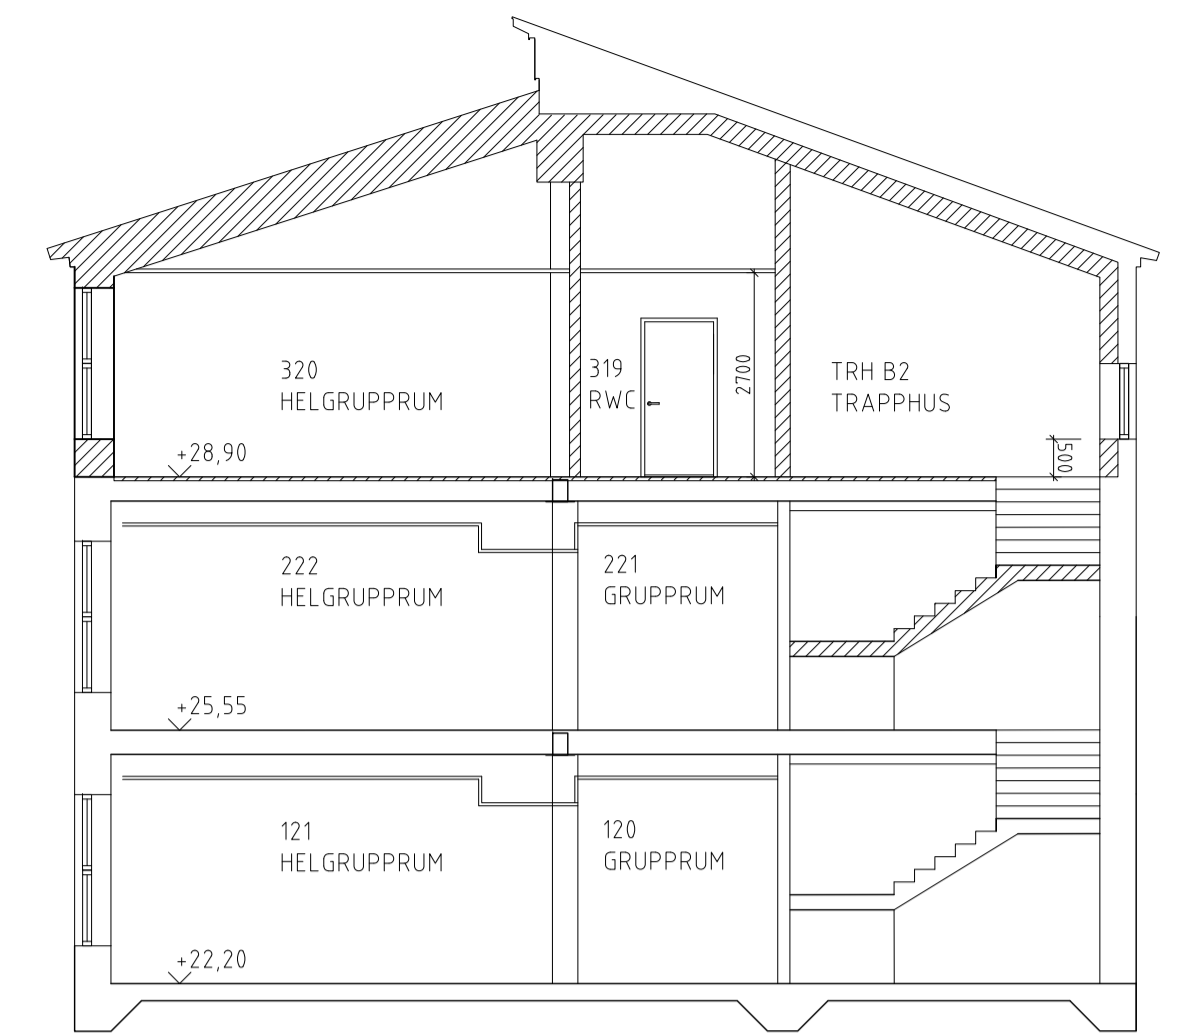 320
HELGRUPPRUM
319
RWC
2700
TRH B2
TRAPPHUS
+28,90
500
222
HELGRUPPRUM
221
GRUPPRUM
+25,55
121
HELGRUPPRUM
120
GRUPPRUM
+22,20